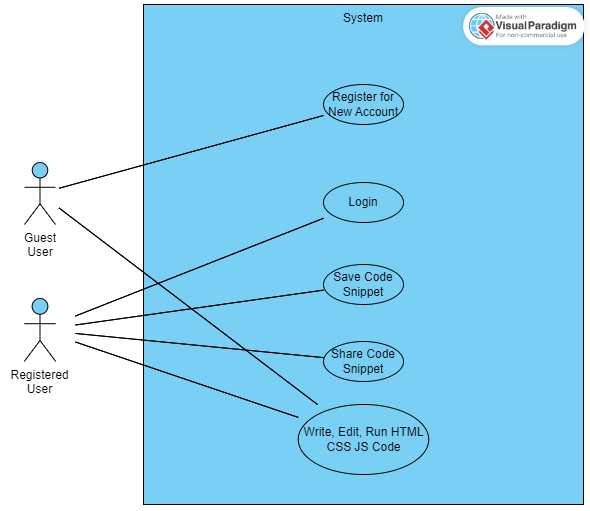 System
Made with
Visual Paradigm
For non-commercial use
Register for
New Account
Guest
User
Login
Save Code
Snippet
Registered
User
Share Code
Snippet
Write, Edit, Run HTML
CSS JS Code